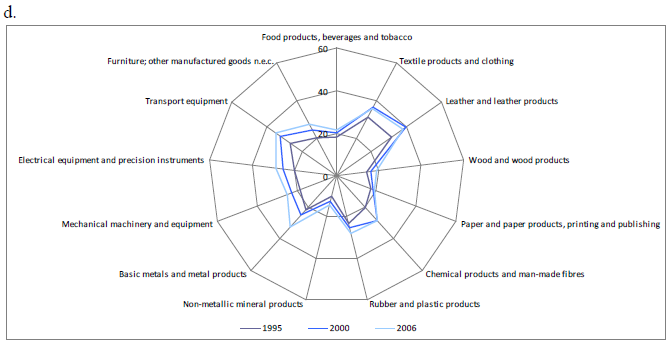 d.
Food products, beverages and tobacco
60
Furniture; other manufactured goods n.e.c.
Textile products and clothing
40
Transport equipment
Leather and leather products
20
Electrical equipment and precision instruments
Wood and wood products
0
Mechanical machinery and equipment
Paper and paper products, printing and publishing
Basic metals and metal products
Chemical products and man-made fibres
Non-metallic mineral products
Rubber and plastic products
1995 2000 2006